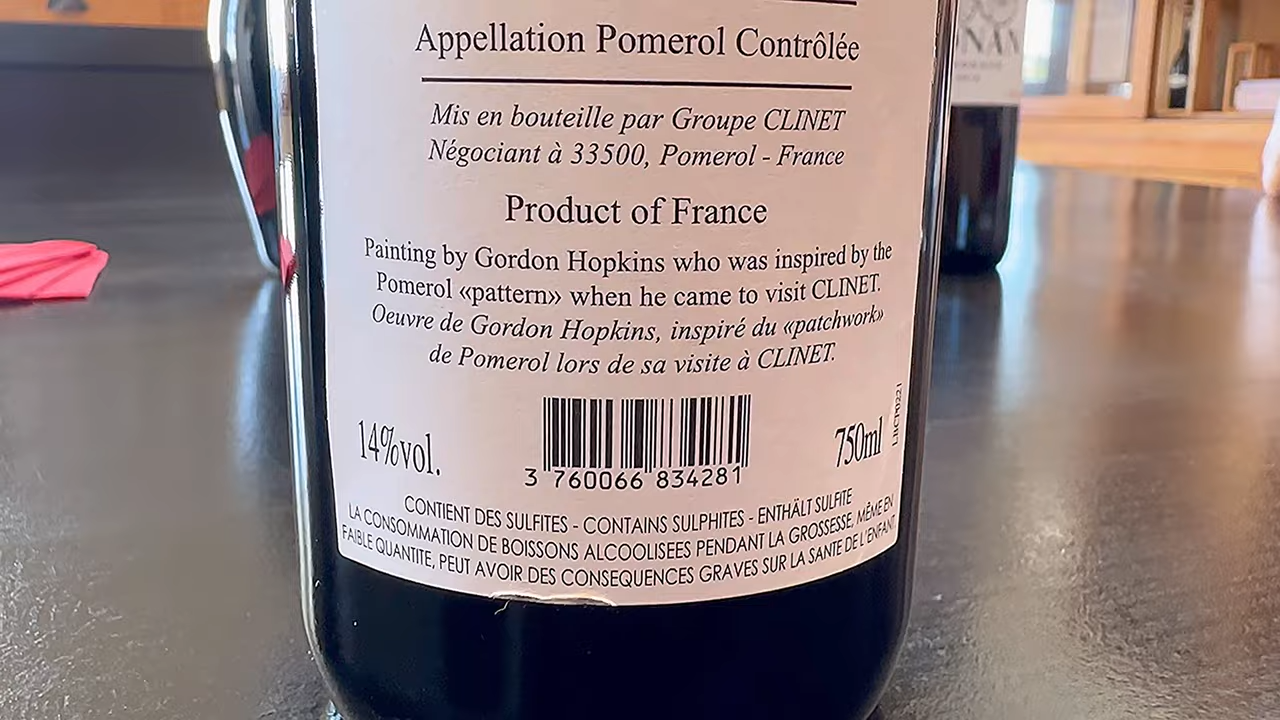 Appellation Pomerol Contrôlée
Mis en bouteille par Groupe CLINET
Négociant à 33500, Pomerol - France
Product of France
Painting by Gordon Hopkins who was inspired by the
Pomerol «pattern» when he came to visit CLINET.
Oeuvre de Gordon Hopkins, inspiré du «patchwork»
de Pomerol lors de sa visite à CLINET.
14%vol.
3 760066 834281
750ml
CONTIENT DES SULFITES - CONTAINS SULPHITES - ENTHÄLT SULFITE
LA CONSOMMATION DE BOISSONS ALCOOLISEES PENDANT LA GROSSESSE, MÊME EN
FAIBLE QUANTITE, PEUT AVOIR DES CONSEQUENCES GRAVES SUR LA SANTE DE L'ENFANT